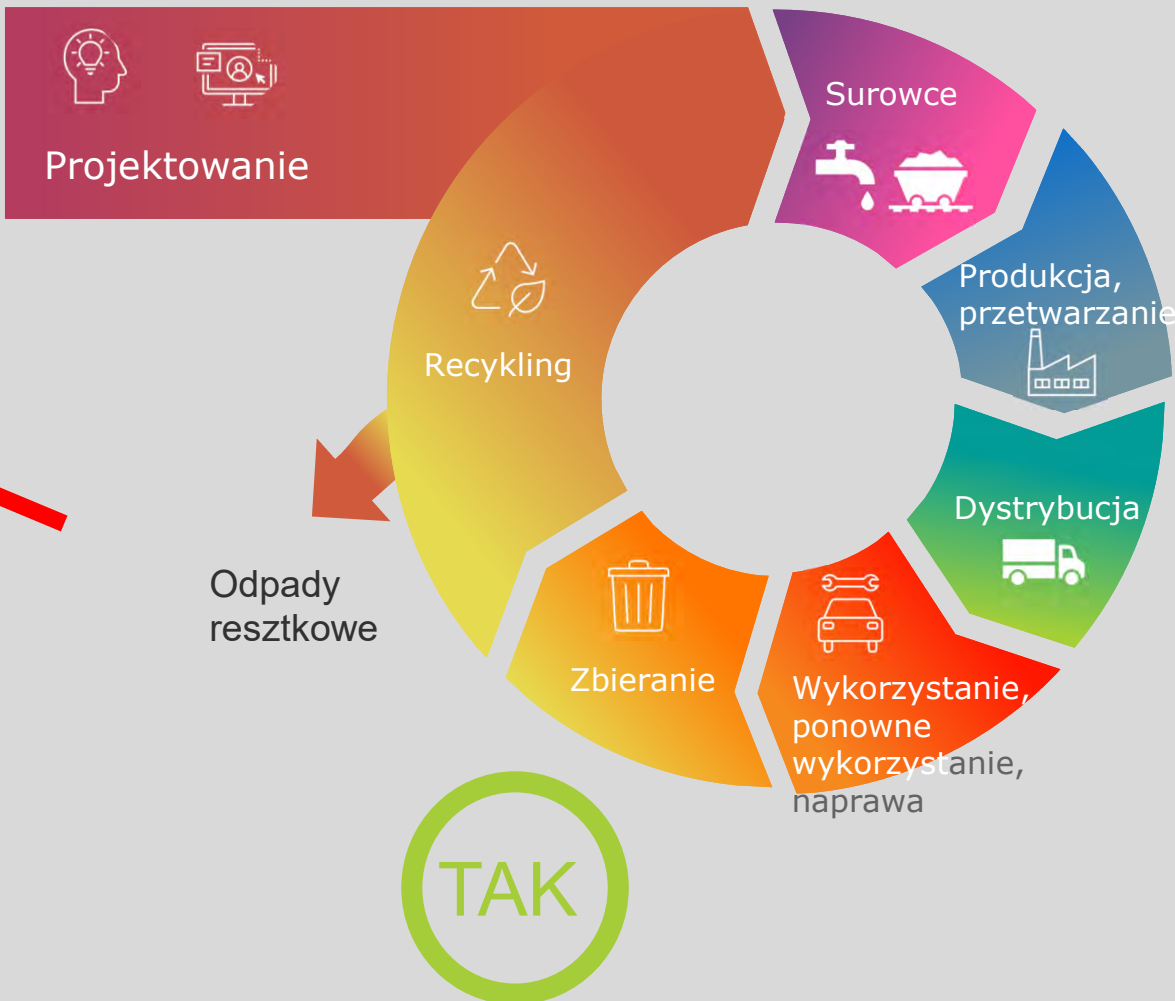 Projektowanie
Surowce
Produkcja,
przetwarzanie
Dystrybucja
Wykorzystanie,
ponowne
wykorzystanie,
naprawa
Zbieranie
Recykling
Odpady
resztkowe
TAK